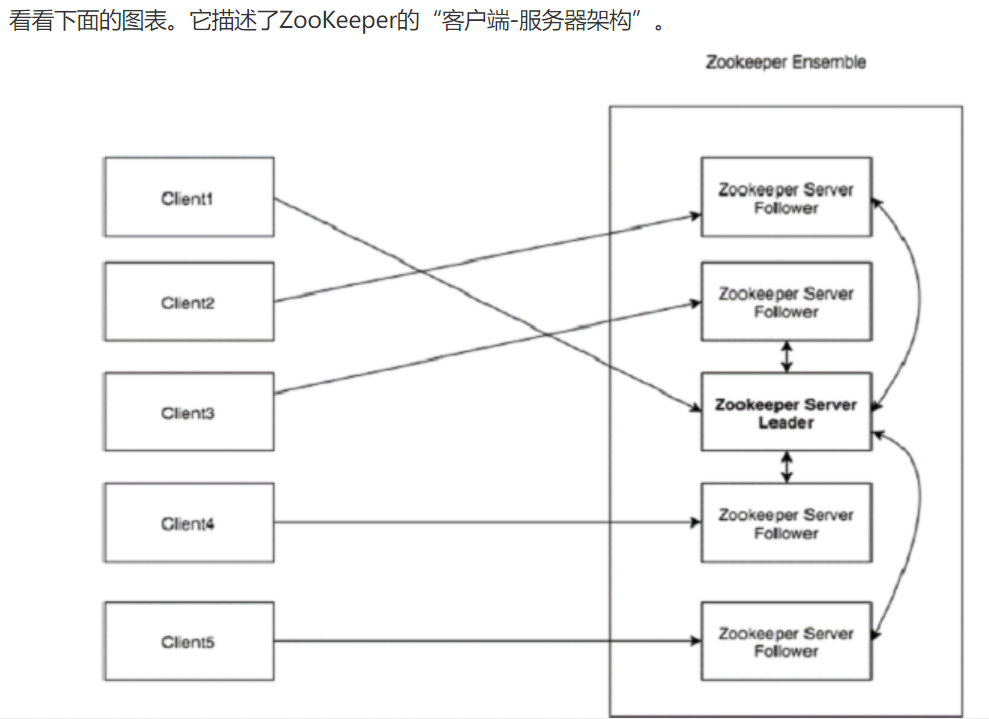 看看下面的图表。它描述了ZooKeeper的“客户端-服务器架构”。
Zookeeper Ensemble
Client1
Client2
Client3
Client4
Client5
Zookeeper Server
Follower
Zookeeper Server
Follower
Zookeeper Server
Leader
Zookeeper Server
Follower
Zookeeper Server
Follower